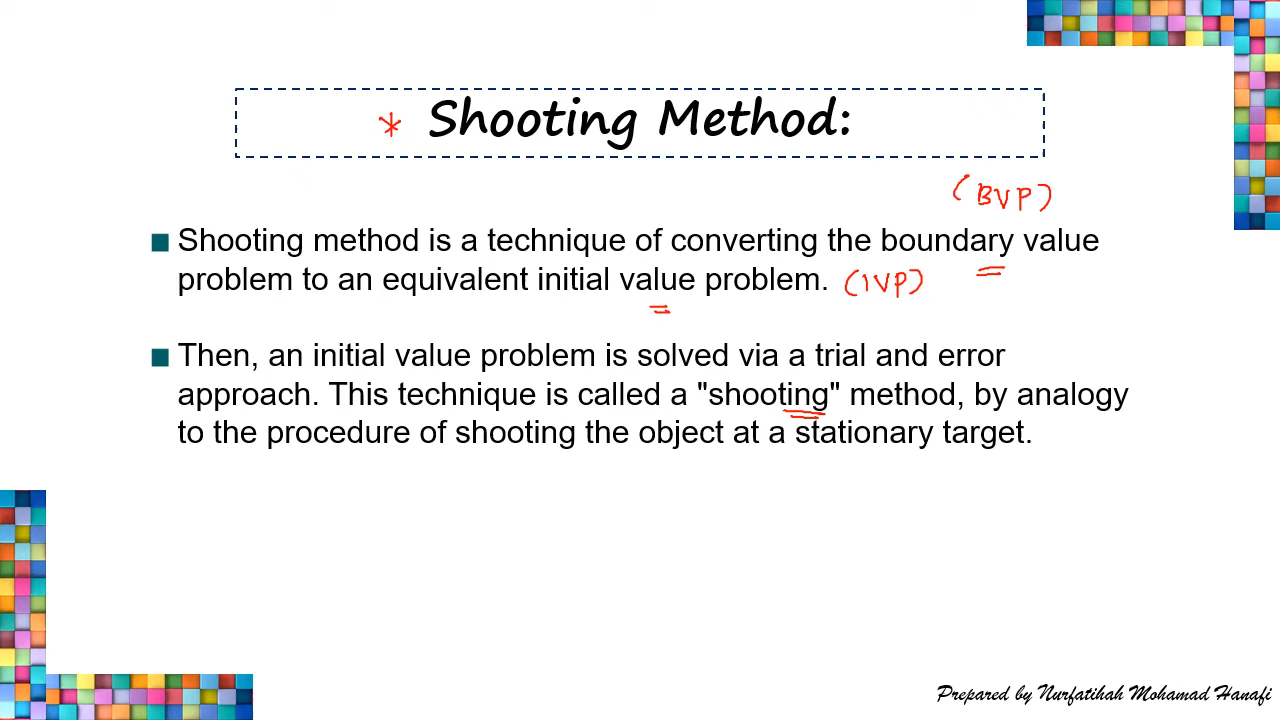 * Shooting Method:
(BVP)
■ Shooting method is a technique of converting the boundary value
problem to an equivalent initial value problem. (IVP)
■ Then, an initial value problem is solved via a trial and error
approach. This technique is called a "shooting" method, by analogy
to the procedure of shooting the object at a stationary target.
Prepared by Nurfatihah Mohamad Hanafi